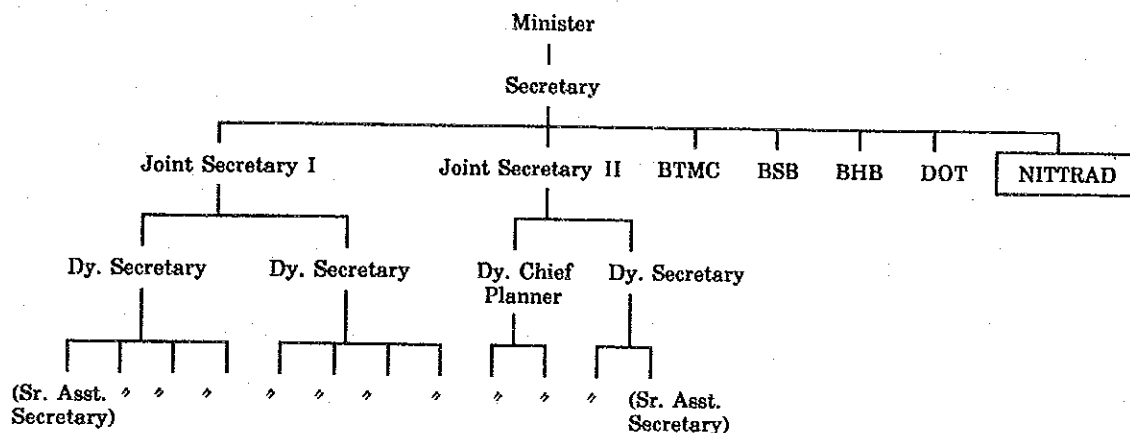 Minister
Secretary
Joint Secretary I Joint Secretary II BTMC BSB BHB DOT NITTRAD
Dy. Secretary Dy. Secretary Dy. Chief Planner Dy. Secretary
(Sr. Asst. Secretary) 〃 〃 〃 〃 〃 〃 〃 〃 〃 〃 (Sr. Asst. Secretary)